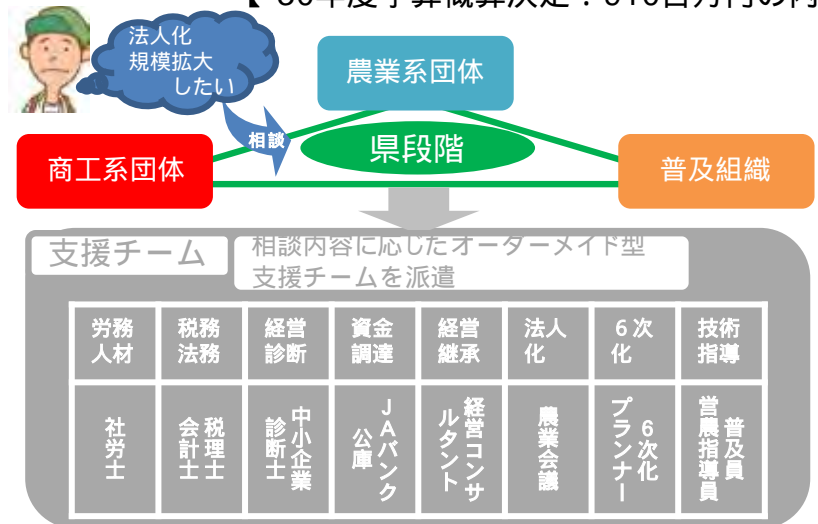 法人化
規模拡大
したい
農業系団体
相談
県段階
商工系団体
普及組織
支援チーム
相談内容に応じたオーダーメイド型
支援チームを派遣
労務
人材
税務
法務
経営
診断
資金
調達
経営
継承
法人
化
6次
化
技術
指導
社労士
税理士
会計士
中小企業
診断士
JAバンク
公庫
経営コンサ
ルタント
農業会議
6次化
プランナー
普及員
営農指導員